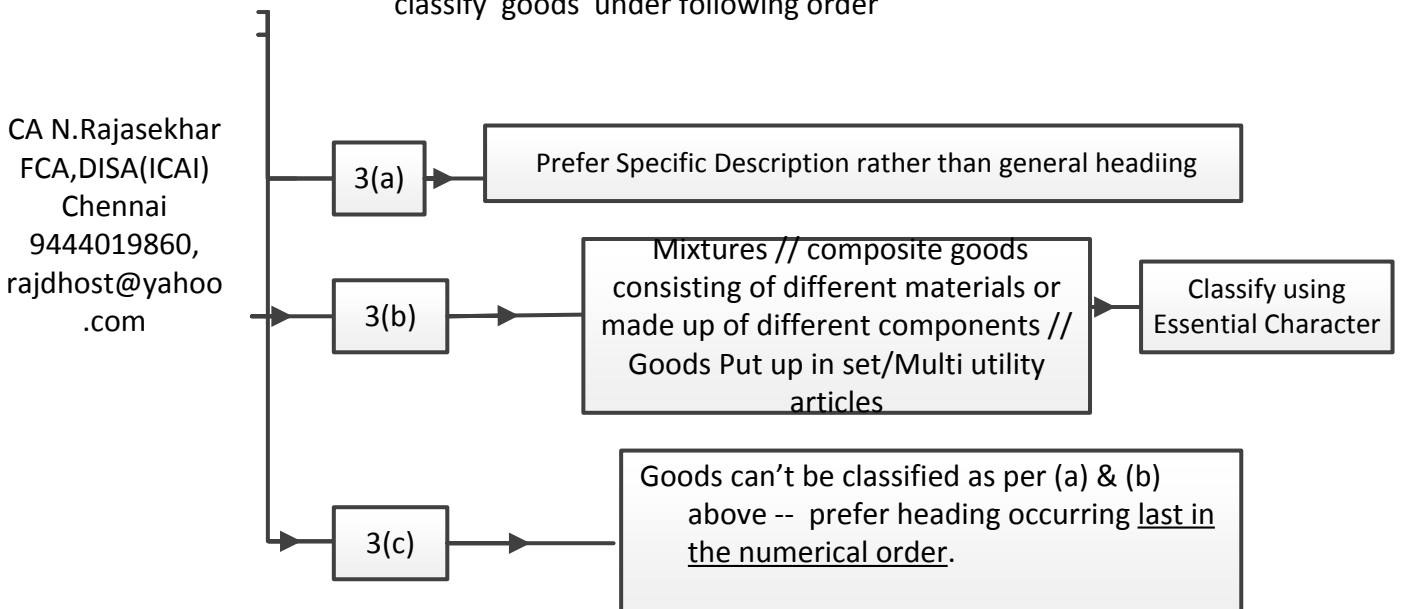 classify goods under following order
CA N.Rajasekhar
FCA,DISA(ICAI)
Chennai
9444019860,
rajdhost@yahoo
.com
3(a)
Prefer Specific Description rather than general headiing
3(b)
Mixtures // composite goods
consisting of different materials or
made up of different components //
Goods Put up in set/Multi utility
articles
Classify using
Essential Character
3(c)
Goods can’t be classified as per (a) & (b)
above -- prefer heading occurring last in
the numerical order.